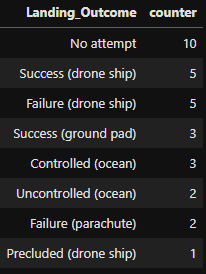 Landing_Outcome counter
No attempt 10
Success (drone ship) 5
Failure (drone ship) 5
Success (ground pad) 3
Controlled (ocean) 3
Uncontrolled (ocean) 2
Failure (parachute) 2
Precluded (drone ship) 1